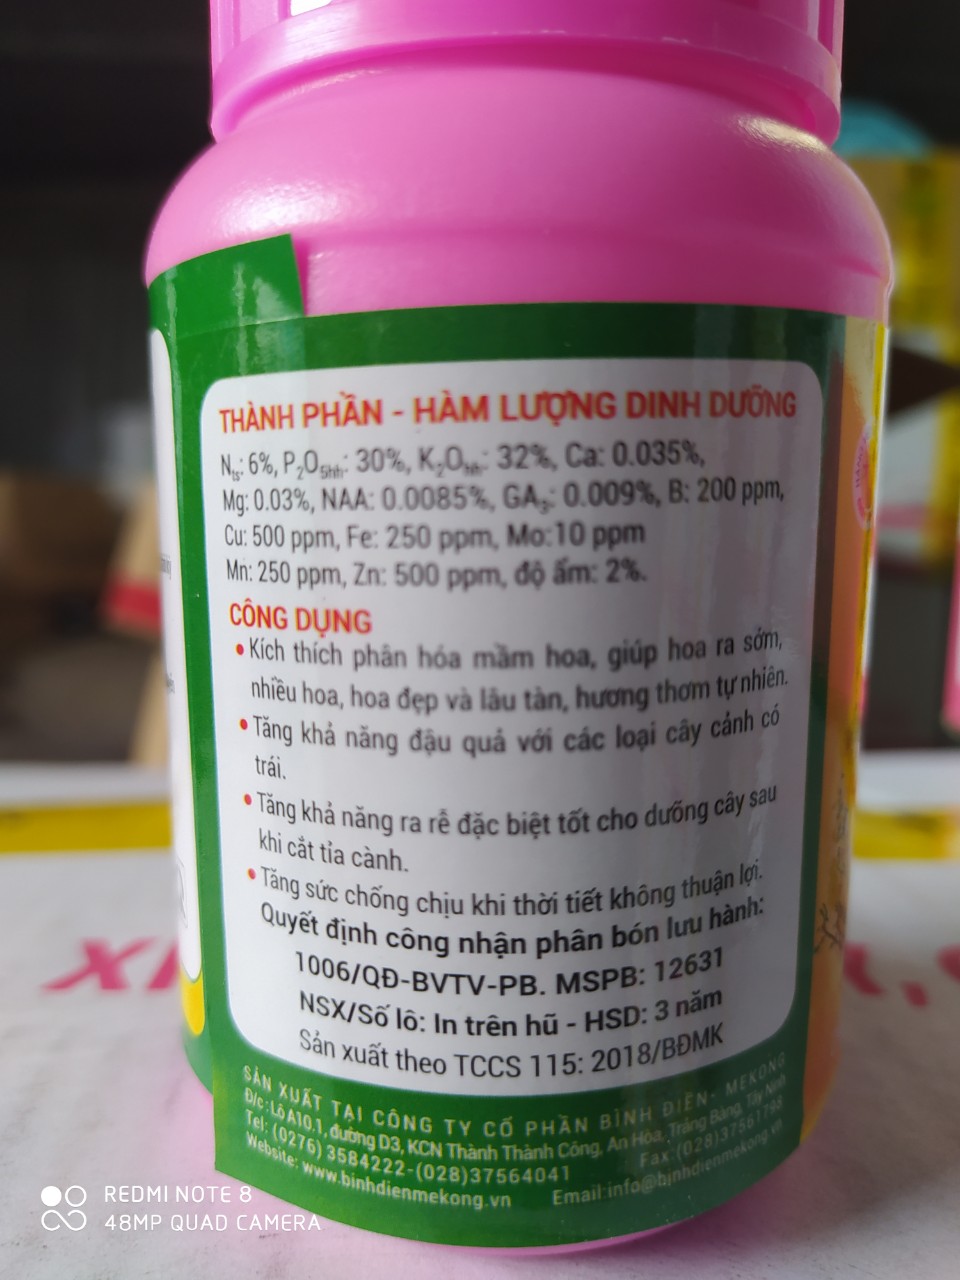 THÀNH PHẦN - HÀM LƯỢNG DINH DƯỠNG
Nts: 6%, P2O5hh: 30%, K2Ohh: 32%, Ca: 0.035%,
Mg: 0.03%, NAA: 0.0085%, GA3: 0.009%, B: 200 ppm,
Cu: 500 ppm, Fe: 250 ppm, Mo:10 ppm
Mn: 250 ppm, Zn: 500 ppm, độ ẩm: 2%.
CÔNG DỤNG
• Kích thích phân hóa mầm hoa, giúp hoa ra sớm,
nhiều hoa, hoa đẹp và lâu tàn, hương thơm tự nhiên.
• Tăng khả năng đậu quả với các loại cây cảnh có
trái.
• Tăng khả năng ra rễ đặc biệt tốt cho dưỡng cây sau
khi cắt tỉa cành.
• Tăng sức chống chịu khi thời tiết không thuận lợi.
Quyết định công nhận phân bón lưu hành:
1006/QĐ-BVTV-PB. MSPB: 12631
NSX/Số lô: In trên hũ - HSD: 3 năm
Sản xuất theo TCCS 115: 2018/BĐMK
SẢN XUẤT TẠI CÔNG TY CỔ PHẦN BÌNH ĐIỀN- MEKONG
Đ/c: Lô A10.1, đường D3, KCN Thành Thành Công, An Hòa, Trảng Bàng, Tây Ninh
Tel: (0276) 3584222-(028)37564041 Fax:(028)37561798
Website: www.binhdienmekong.vn Email:info@binhdienmekong.vn
REDMI NOTE 8
48MP QUAD CAMERA